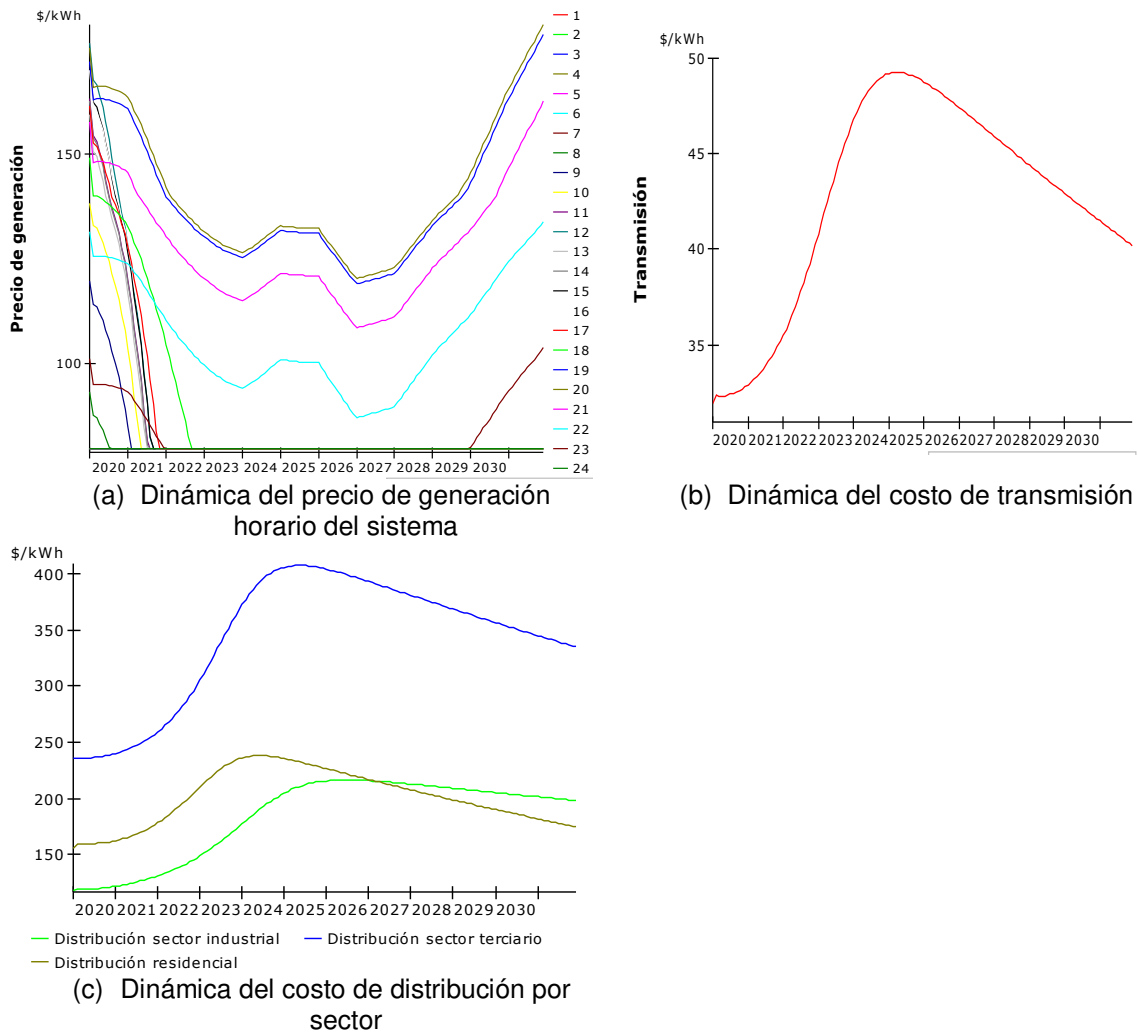 $/kWh
Precio de generación
150
100
2020 2021 2022 2023 2024 2025 2026 2027 2028 2029 2030
1
2
3
4
5
6
7
8
9
10
11
12
13
14
15
16
17
18
19
20
21
22
23
24
(a) Dinámica del precio de generación
horario del sistema
$/kWh
Transmisión
50
45
40
35
2020 2021 2022 2023 2024 2025 2026 2027 2028 2029 2030
(b) Dinámica del costo de transmisión
$/kWh
400
350
300
250
200
150
2020 2021 2022 2023 2024 2025 2026 2027 2028 2029 2030
Distribución sector industrial Distribución sector terciario
Distribución residencial
(c) Dinámica del costo de distribución por
sector